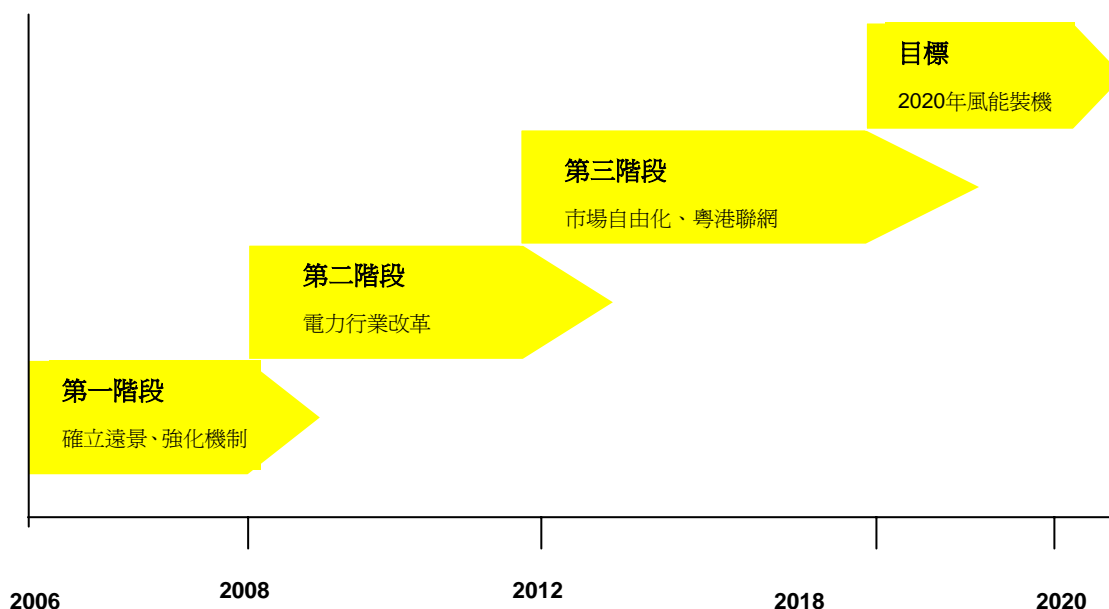 目標
2020年風能裝機
第三階段
市場自由化、粵港聯網
第二階段
電力行業改革
第一階段
確立遠景、強化機制
2006
2008
2012
2018
2020